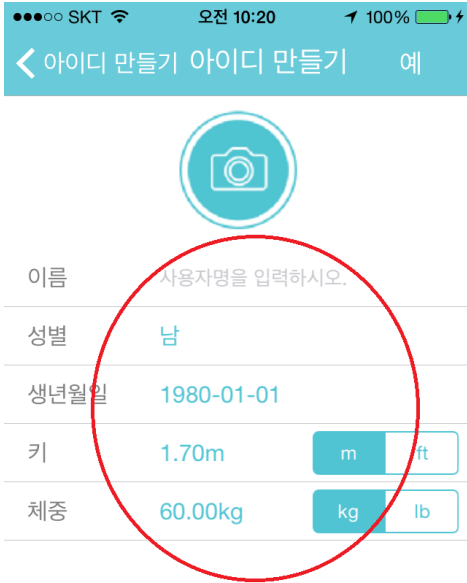 SKT 오전 10:20 100%
아이디 만들기 아이디 만들기 예
이름 사용자명을 입력하시오.
성별 남
생년월일 1980-01-01
키 1.70m m ft
체중 60.00kg kg lb